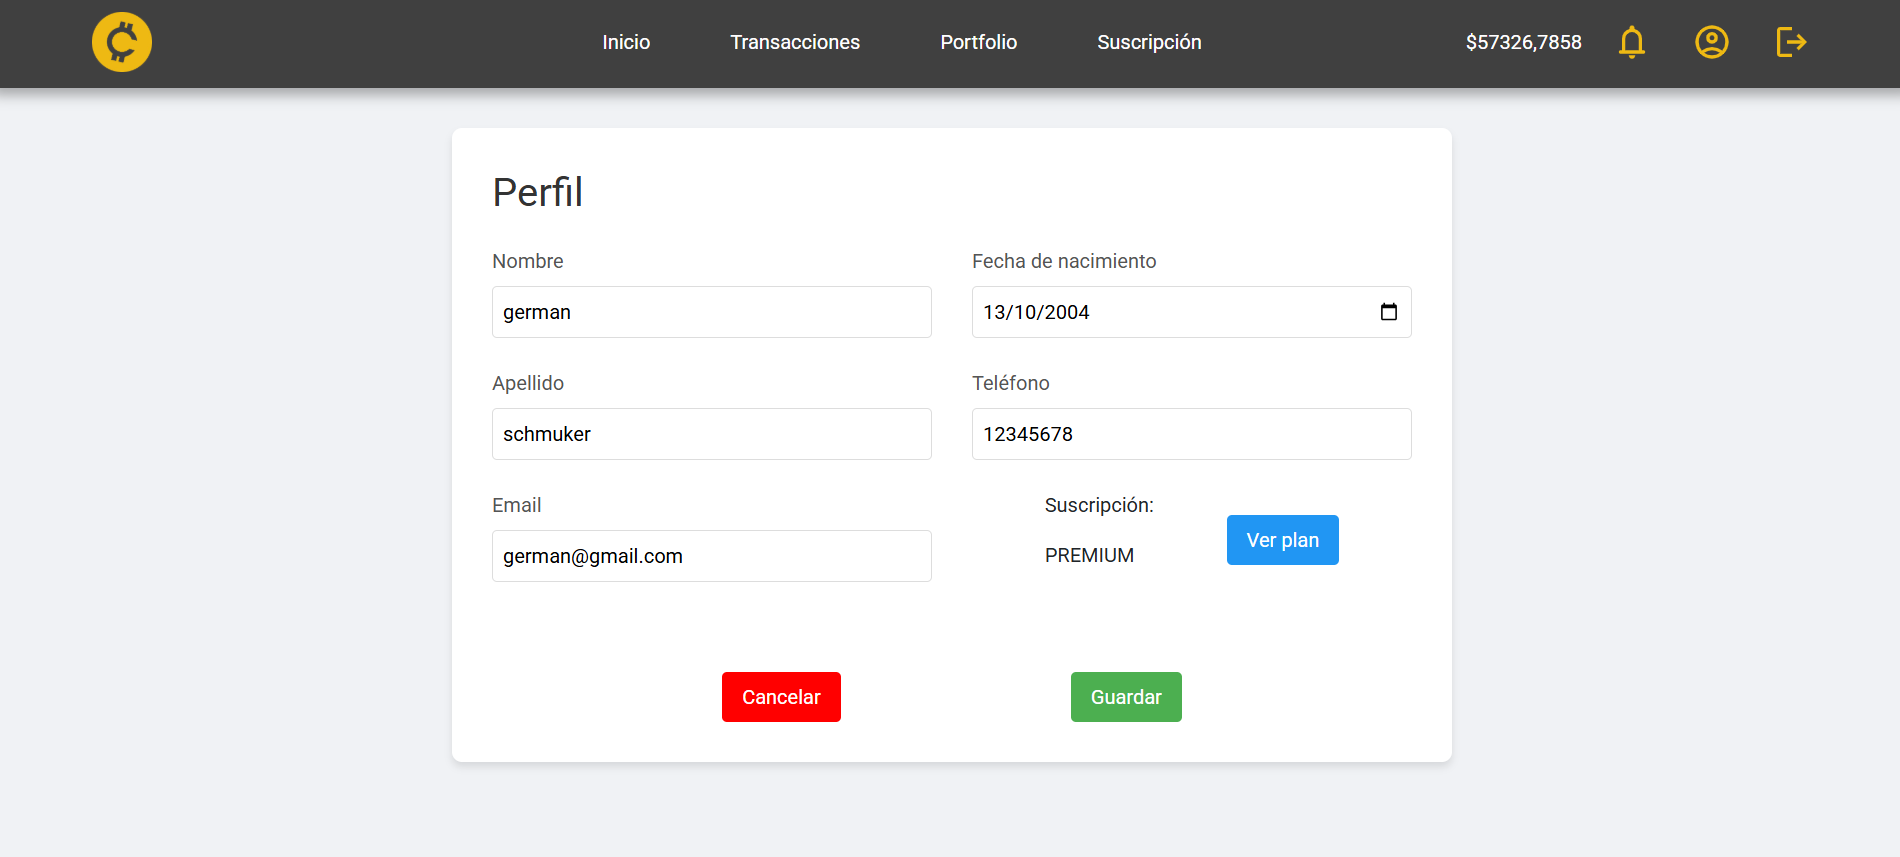 Inicio Transacciones Portfolio Suscripción $57326,7858
Perfil
Nombre
german
Fecha de nacimiento
13/10/2004
Apellido
schmuker
Teléfono
12345678
Email
german@gmail.com
Suscripción:
PREMIUM
Ver plan
Cancelar
Guardar